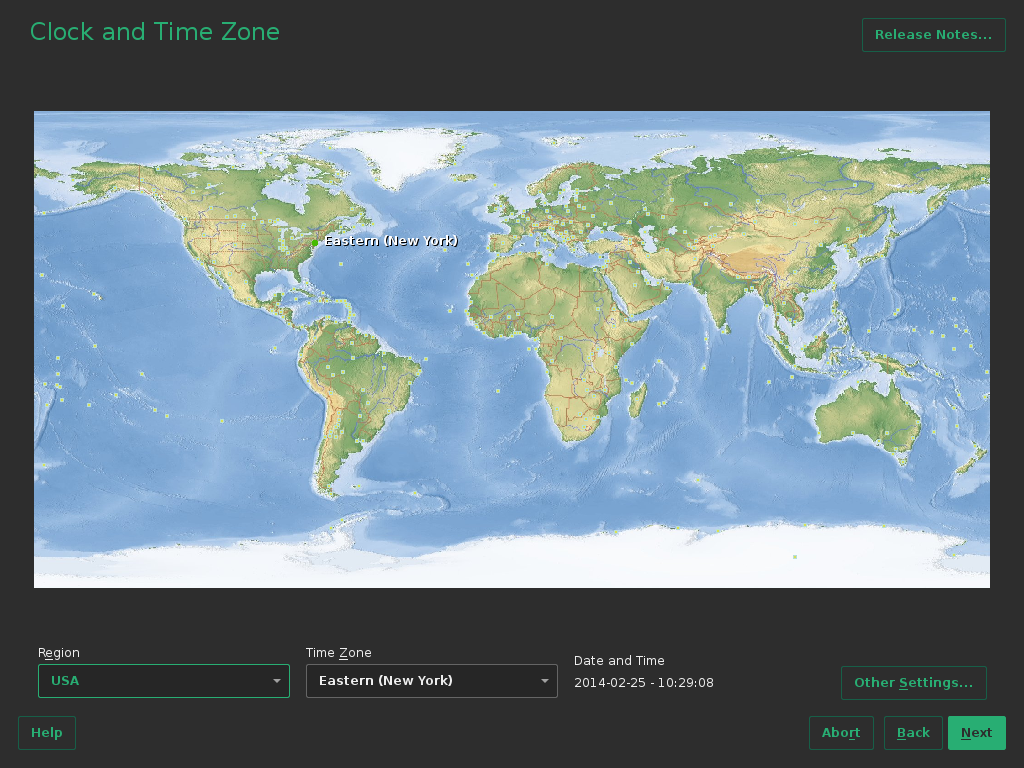 Clock and Time Zone
Release Notes...
Eastern (New York)
Region
Time Zone
Date and Time
USA
Eastern (New York)
2014-02-25 - 10:29:08
Other Settings...
Help
Abort
Back
Next